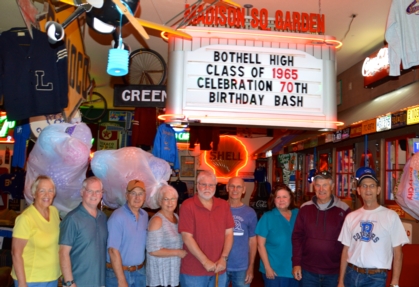 MADISON SQ. GARDEN
BOTHELL HIGH
CLASS OF 1965
CELEBRATION 70TH
BIRTHDAY BASH
GREEN
SHELL
L